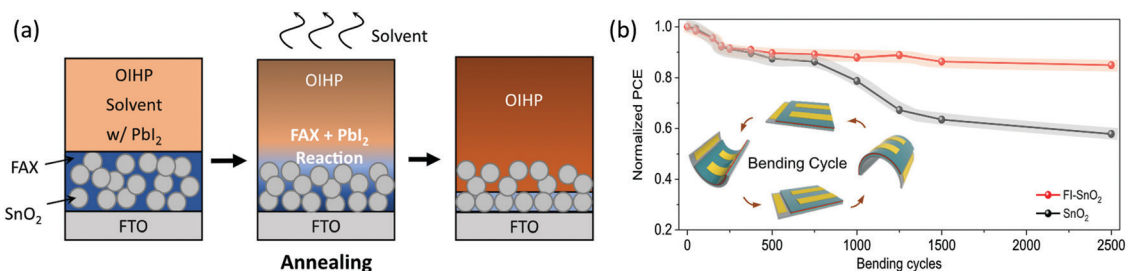 (a)
Solvent
OIHP
Solvent
w/ PbI2
FAX
SnO2
FTO
OIHP
FAX + PbI2
Reaction
FTO
Annealing
OIHP
FTO
(b)
Normalized PCE
1.0
0.8
0.6
0.4
0.2
Bending Cycle
FI-SnO2
SnO2
0 500 1000 1500 2000 2500
Bending cycles